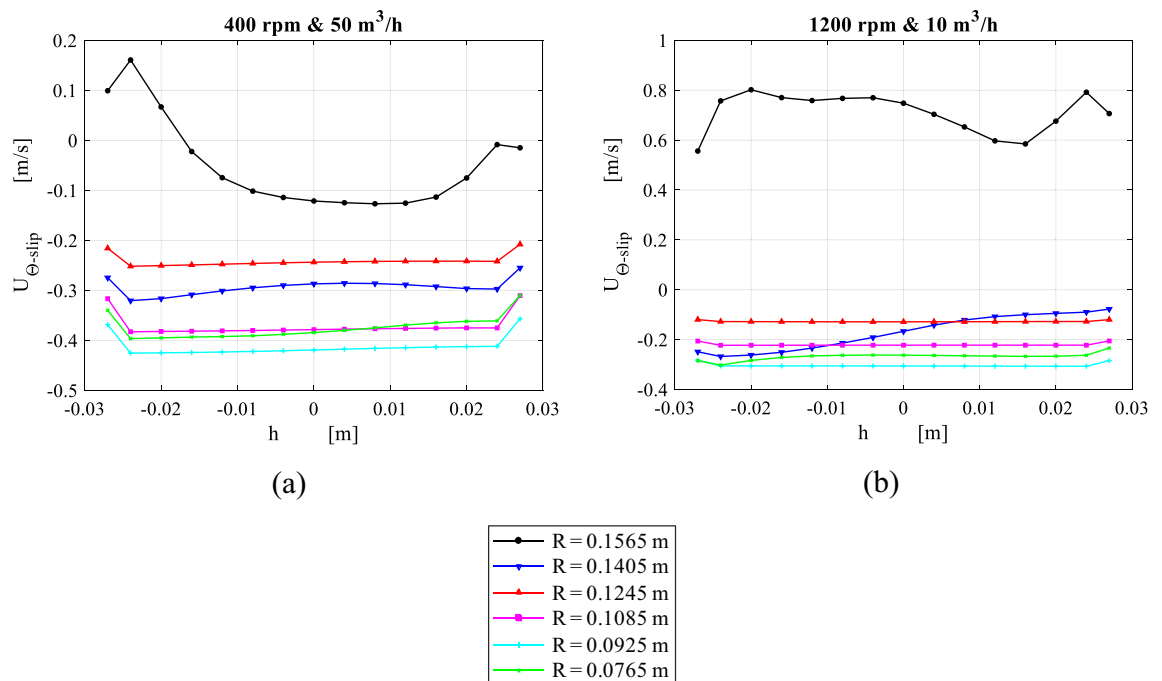 400 rpm & 50 m³/h
0.2
0.1
0
-0.1
-0.2
-0.3
-0.4
-0.5
U_Θ-slip [m/s]
-0.03 -0.02 -0.01 0 0.01 0.02 0.03
h [m]
(a)
1200 rpm & 10 m³/h
1
0.8
0.6
0.4
0.2
0
-0.2
-0.4
U_Θ-slip [m/s]
-0.03 -0.02 -0.01 0 0.01 0.02 0.03
h [m]
(b)
R = 0.1565 m
R = 0.1405 m
R = 0.1245 m
R = 0.1085 m
R = 0.0925 m
R = 0.0765 m